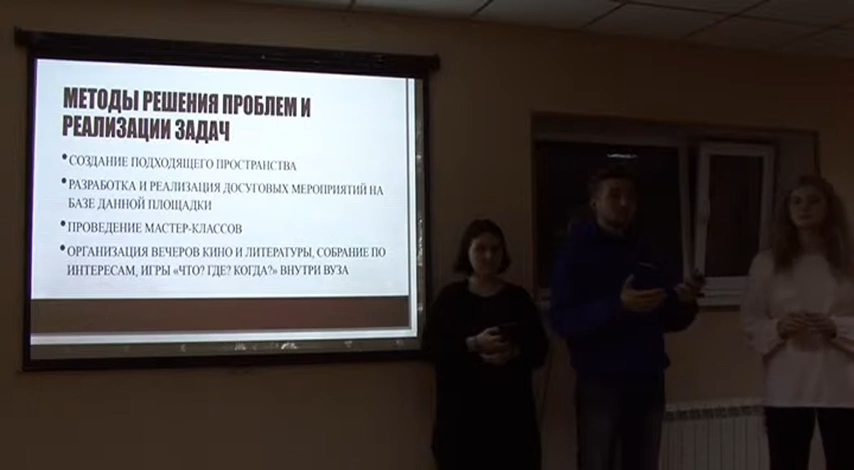 МЕТОДЫ РЕШЕНИЯ ПРОБЛЕМ И
РЕАЛИЗАЦИИ ЗАДАЧ
•СОЗДАНИЕ ПОДХОДЯЩЕГО ПРОСТРАНСТВА
•РАЗРАБОТКА И РЕАЛИЗАЦИЯ ДОСУГОВЫХ МЕРОПРИЯТИЙ НА
БАЗЕ ДАННОЙ ПЛОЩАДКИ
•ПРОВЕДЕНИЕ МАСТЕР-КЛАССОВ
•ОРГАНИЗАЦИЯ ВЕЧЕРОВ КИНО И ЛИТЕРАТУРЫ, СОБРАНИЕ ПО
ИНТЕРЕСАМ, ИГРЫ «ЧТО? ГДЕ? КОГДА?» ВНУТРИ ВУЗА